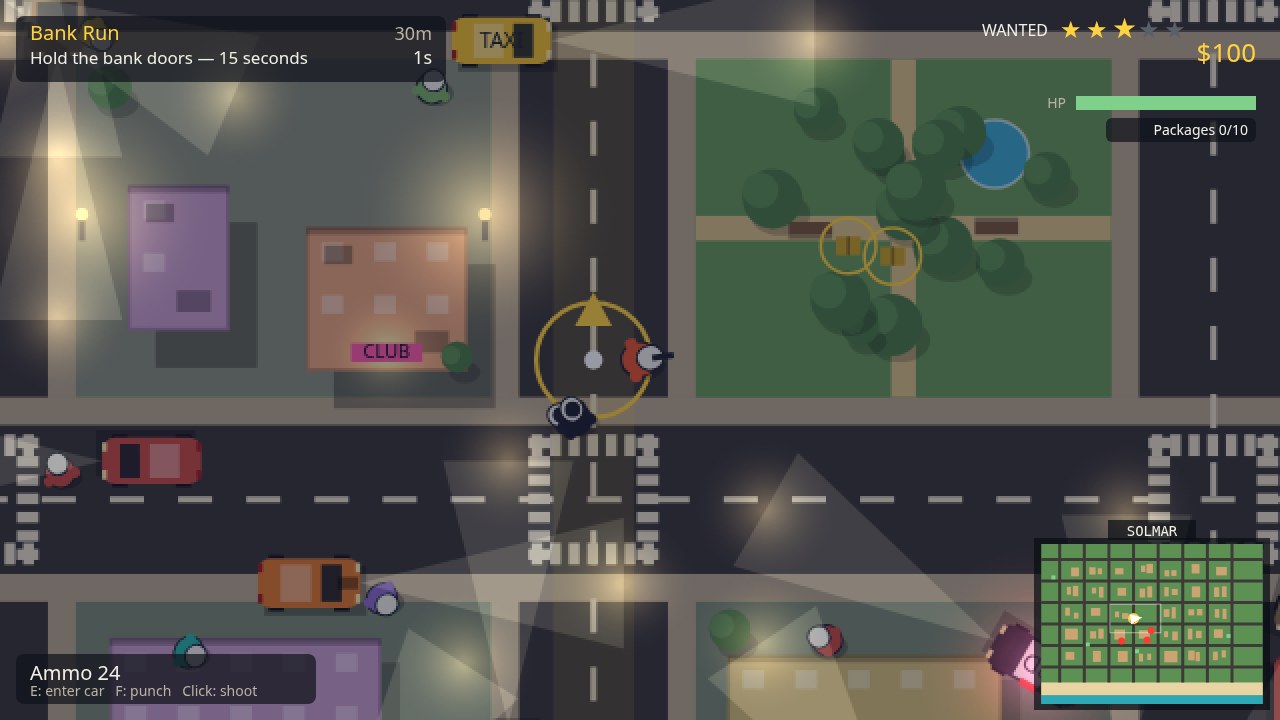 Bank Run 30m
Hold the bank doors — 15 seconds 1s
TAXI
WANTED
$100
HP
Packages 0/10
CLUB
SOLMAR
Ammo 24
E: enter car F: punch Click: shoot